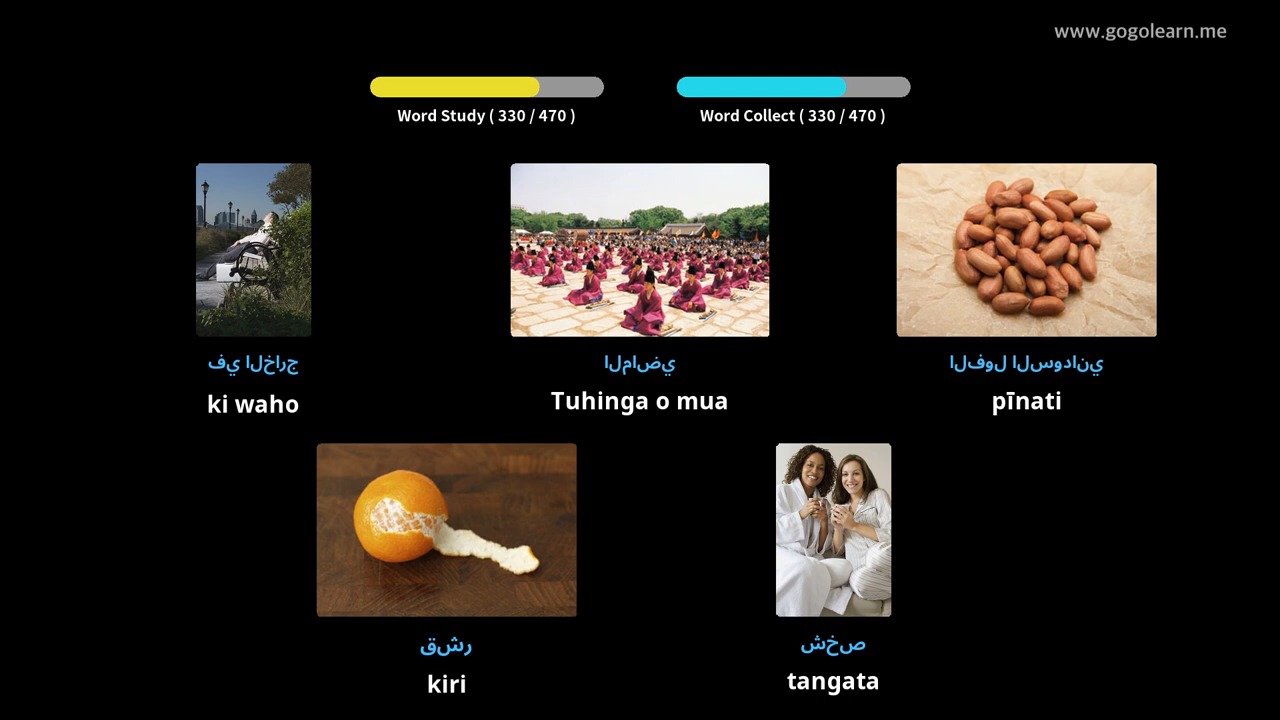 www.gogolearn.me
Word Study ( 330 / 470 )
Word Collect ( 330 / 470 )
في الخارج
الماضي
الفول السوداني
ki waho
Tuhinga o mua
pīnati
قشر
شخص
kiri
tangata